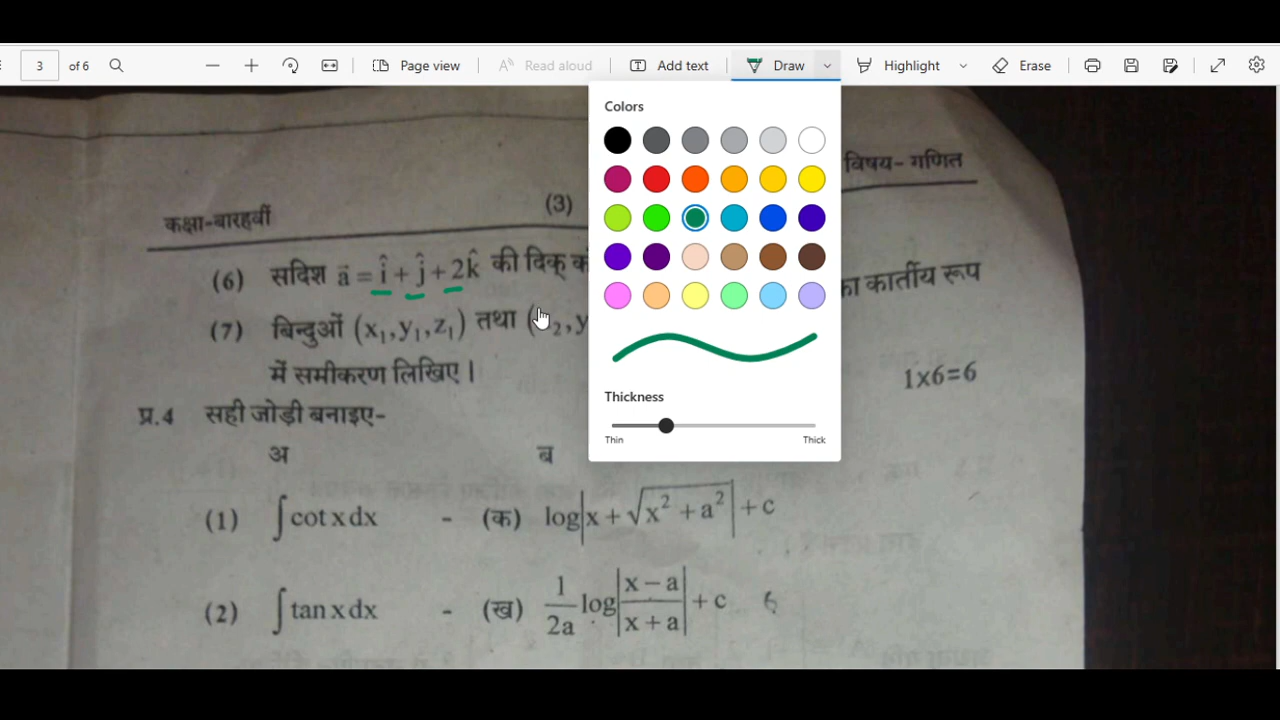 3 of 6 Page view Read aloud Add text Draw Highlight Erase
Colors
Thickness
Thin Thick
विषय- गणित
कक्षा-बारहवीं (3)
(6) सदिश a⃗ = î + ĵ + 2k̂ की दिक् का कार्तीय रूप
(7) बिन्दुओं (x₁,y₁,z₁) तथा ( ₂,y
में समीकरण लिखिए । 1x6=6
प्र.4 सही जोड़ी बनाइए-
अ ब
(1) ∫cot x dx - (क) log|x + √(x² + a²)| + c
(2) ∫tan x dx - (ख) 1/2a log|(x – a)/(x + a)| + c